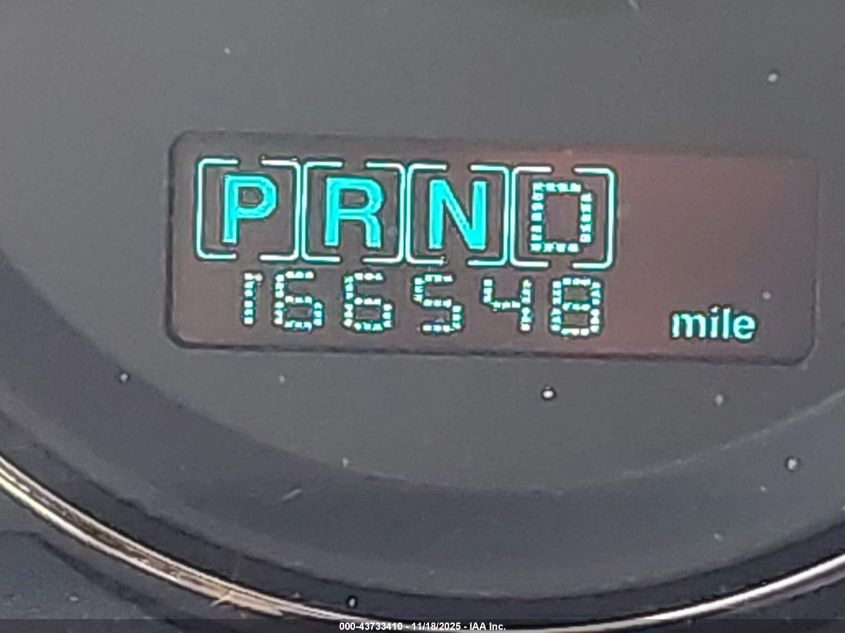 PRND
166548 mile
000-43733410 - 11/18/2025 - IAA Inc.